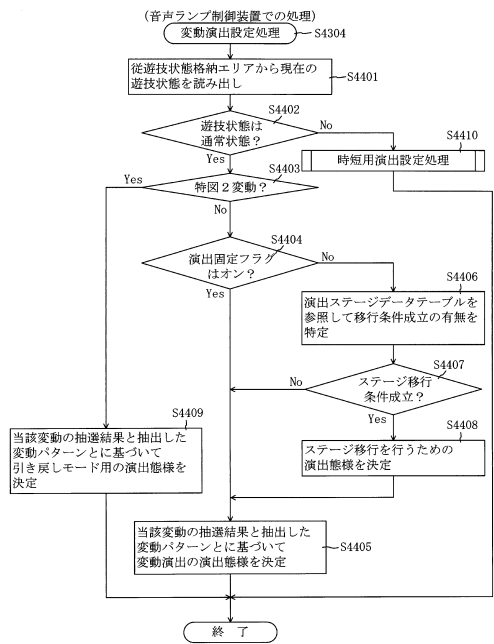 (音声ランプ制御装置での処理)
変動演出設定処理
S4304
従遊技状態格納エリアから現在の
遊技状態を読み出し
S4401
S4402
遊技状態は
通常状態？
No
Yes
S4410
時短用演出設定処理
S4403
特図２変動？
Yes
No
S4404
演出固定フラグ
はオン？
No
Yes
S4406
演出ステージデータテーブルを
参照して移行条件成立の有無を
特定
S4407
ステージ移行
条件成立？
No
Yes
S4409
当該変動の抽選結果と抽出した
変動パターンとに基づいて
引き戻しモード用の演出態様を
決定
S4408
ステージ移行を行うための
演出態様を決定
当該変動の抽選結果と抽出した
変動パターンとに基づいて
変動演出の演出態様を決定
S4405
終 了